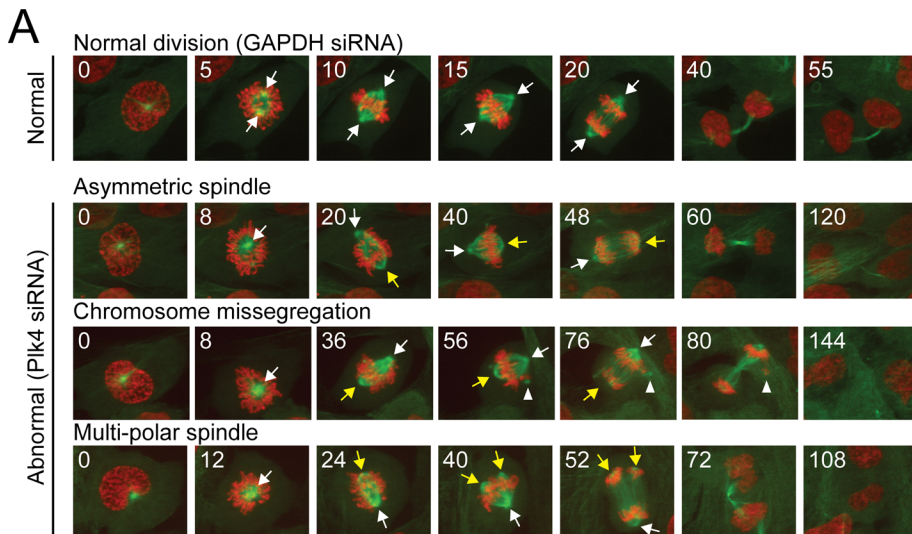 A
Normal division (GAPDH siRNA)
Normal
0 5 10 15 20 40 55
Asymmetric spindle
Abnormal (Plk4 siRNA)
0 8 20 40 48 60 120
Chromosome missegregation
0 8 36 56 76 80 144
Multi-polar spindle
0 12 24 40 52 72 108